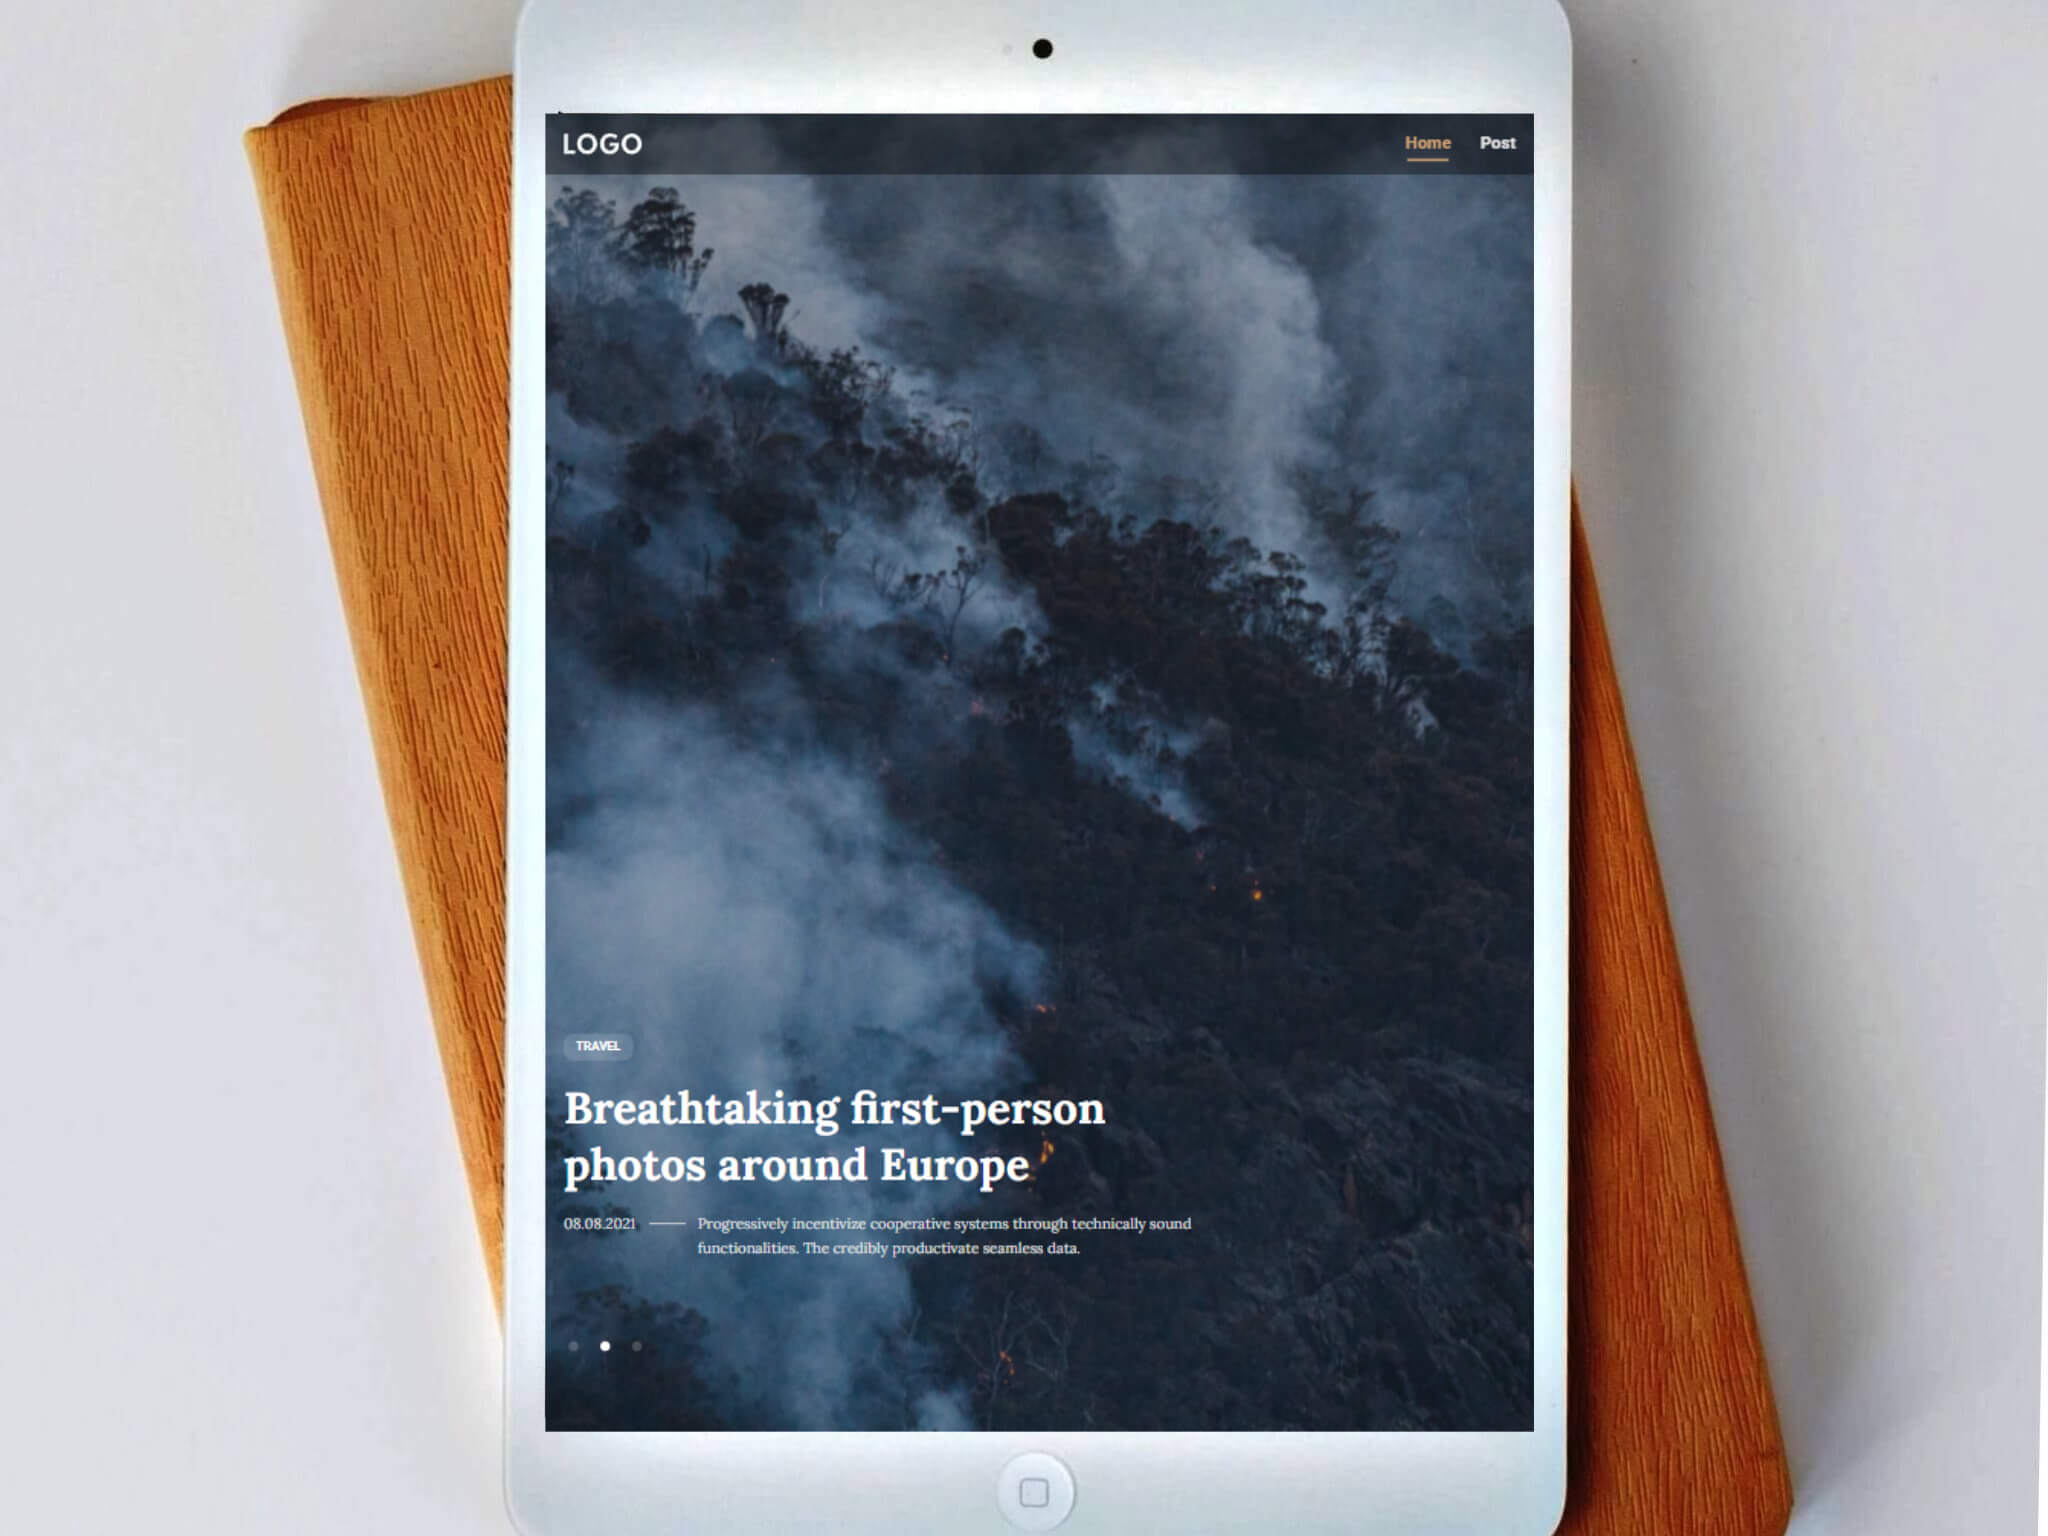 LOGO
Home Post
TRAVEL
Breathtaking first-person
photos around Europe
08.08.2021 Progressively incentivize cooperative systems through technically sound
functionalities. The credibly productivate seamless data.